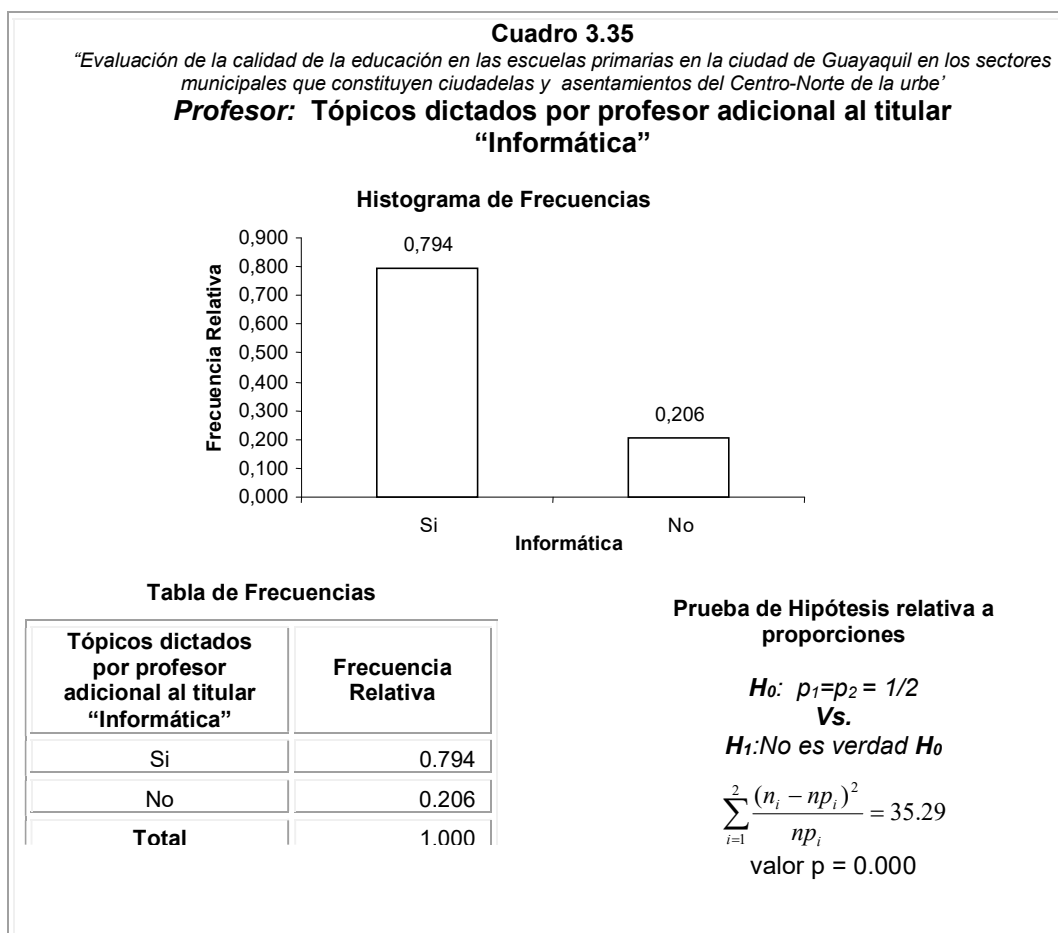 Cuadro 3.35
“Evaluación de la calidad de la educación en las escuelas primarias en la ciudad de Guayaquil en los sectores
municipales que constituyen ciudadelas y asentamientos del Centro-Norte de la urbe’
Profesor: Tópicos dictados por profesor adicional al titular
“Informática”
Histograma de Frecuencias
Frecuencia Relativa
0,900
0,800
0,700
0,600
0,500
0,400
0,300
0,200
0,100
0,000
0,794
0,206
Si No
Informática
Tabla de Frecuencias
Tópicos dictados
por profesor
adicional al titular
“Informática”
Frecuencia
Relativa
Si 0.794
No 0.206
Total 1.000
Prueba de Hipótesis relativa a
proporciones
H₀: p₁=p₂ = 1/2
Vs.
H₁:No es verdad H₀
∑_{i=1}^{2} (n_i − np_i)² / np_i = 35.29
valor p = 0.000